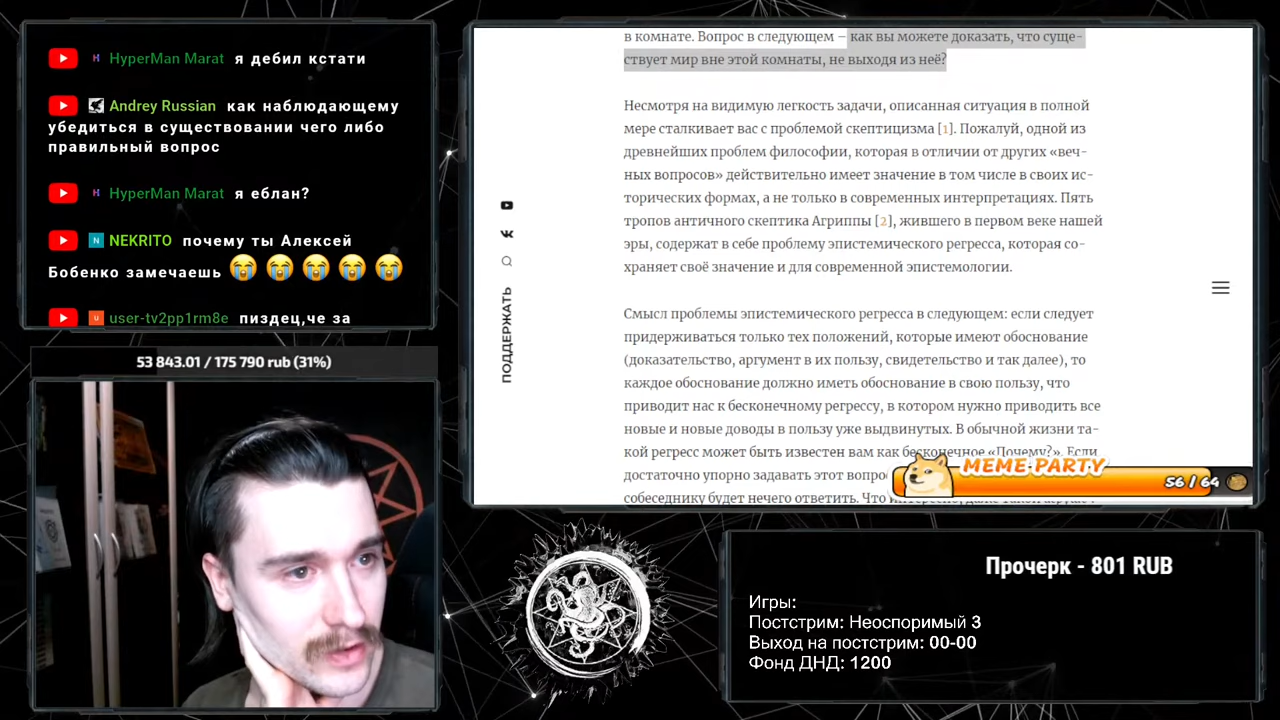 HyperMan Marat я дебил кстати
Andrey Russian как наблюдающему
убедиться в существовании чего либо
правильный вопрос
HyperMan Marat я еблан?
NEKRITO почему ты Алексей
Бобенко замечаешь 😭😭😭😭😭
user-tv2pp1rm8e пиздец,че за
53 843.01 / 175 790 rub (31%)
в комнате. Вопрос в следующем – как вы можете доказать, что суще-
ствует мир вне этой комнаты, не выходя из неё?
Несмотря на видимую легкость задачи, описанная ситуация в полной
мере сталкивает вас с проблемой скептицизма [1]. Пожалуй, одной из
древнейших проблем философии, которая в отличии от других «веч-
ных вопросов» действительно имеет значение в том числе в своих ис-
торических формах, а не только в современных интерпретациях. Пять
тропов античного скептика Агриппы [2], жившего в первом веке нашей
эры, содержат в себе проблему эпистемического регресса, которая со-
храняет своё значение и для современной эпистемологии.
Смысл проблемы эпистемического регресса в следующем: если следует
придерживаться только тех положений, которые имеют обоснование
(доказательство, аргумент в их пользу, свидетельство и так далее), то
каждое обоснование должно иметь обоснование в свою пользу, что
приводит нас к бесконечному регрессу, в котором нужно приводить все
новые и новые доводы в пользу уже выдвинутых. В обычной жизни та-
кой регресс может быть известен вам как бесконечное «Почему?». Если
достаточно упорно задавать этот вопро
собеседнику будет нечего ответить. Что
ПОДДЕРЖАТЬ
MEME PARTY
56 / 64
Прочерк - 801 RUB
Игры:
Постстрим: Неоспоримый 3
Выход на постстрим: 00-00
Фонд ДНД: 1200